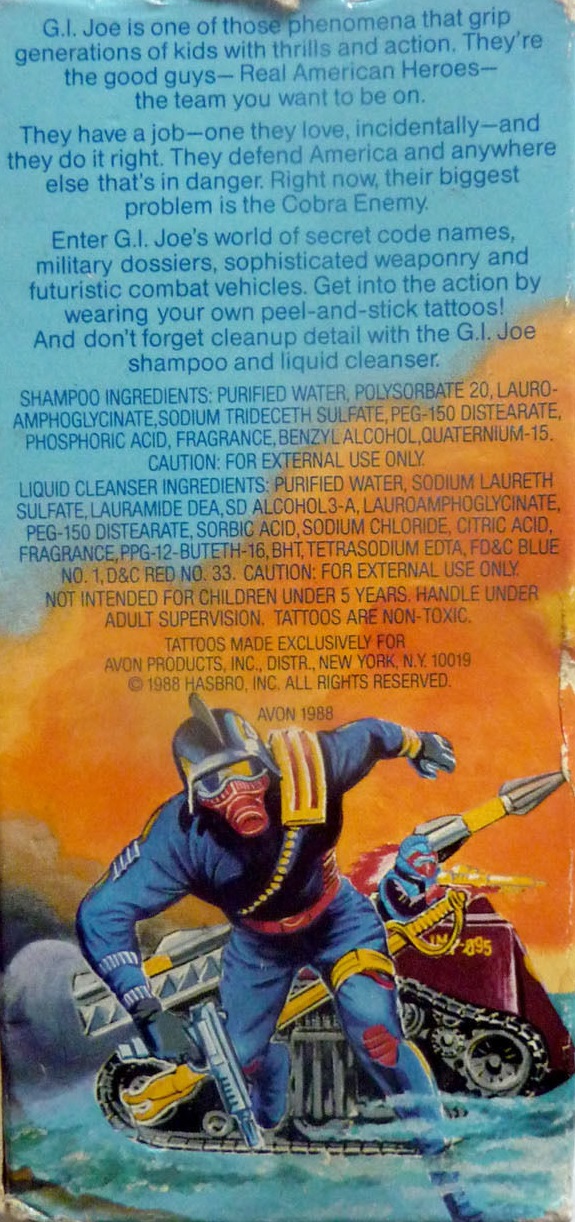 G.I. Joe is one of those phenomena that grip
generations of kids with thrills and action. They're
the good guys— Real American Heroes—
the team you want to be on.
They have a job—one they love, incidentally—and
they do it right. They defend America and anywhere
else that's in danger. Right now, their biggest
problem is the Cobra Enemy.
Enter G.I. Joe's world of secret code names,
military dossiers, sophisticated weaponry and
futuristic combat vehicles. Get into the action by
wearing your own peel-and-stick tattoos!
And don't forget cleanup detail with the G.I. Joe
shampoo and liquid cleanser.
SHAMPOO INGREDIENTS: PURIFIED WATER, POLYSORBATE 20, LAURO-
AMPHOGLYCINATE, SODIUM TRIDECETH SULFATE, PEG-150 DISTEARATE,
PHOSPHORIC ACID, FRAGRANCE, BENZYL ALCOHOL, QUATERNIUM-15.
CAUTION: FOR EXTERNAL USE ONLY.
LIQUID CLEANSER INGREDIENTS: PURIFIED WATER, SODIUM LAURETH
SULFATE, LAURAMIDE DEA, SD ALCOHOL 3-A, LAUROAMPHOGLYCINATE,
PEG-150 DISTEARATE, SORBIC ACID, SODIUM CHLORIDE, CITRIC ACID,
FRAGRANCE, PPG-12-BUTETH-16, BHT, TETRASODIUM EDTA, FD&C BLUE
NO. 1, D&C RED NO. 33. CAUTION: FOR EXTERNAL USE ONLY.
NOT INTENDED FOR CHILDREN UNDER 5 YEARS. HANDLE UNDER
ADULT SUPERVISION. TATTOOS ARE NON-TOXIC.
TATTOOS MADE EXCLUSIVELY FOR
AVON PRODUCTS, INC., DISTR., NEW YORK, N.Y. 10019
© 1988 HASBRO, INC. ALL RIGHTS RESERVED.
AVON 1988